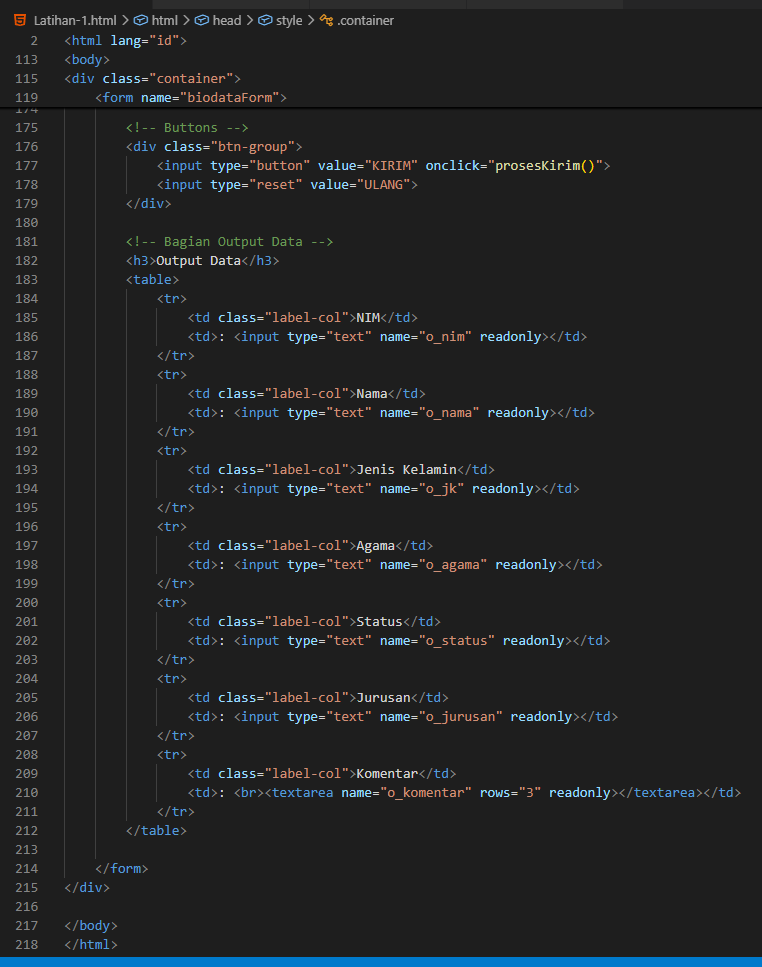 Latihan-1.html > html > head > style > .container
2 <html lang="id">
113 <body>
115 <div class="container">
119 <form name="biodataForm">
174
175 <!-- Buttons -->
176 <div class="btn-group">
177 <input type="button" value="KIRIM" onclick="prosesKirim()">
178 <input type="reset" value="ULANG">
179 </div>
180
181 <!-- Bagian Output Data -->
182 <h3>Output Data</h3>
183 <table>
184 <tr>
185 <td class="label-col">NIM</td>
186 <td>: <input type="text" name="o_nim" readonly></td>
187 </tr>
188 <tr>
189 <td class="label-col">Nama</td>
190 <td>: <input type="text" name="o_nama" readonly></td>
191 </tr>
192 <tr>
193 <td class="label-col">Jenis Kelamin</td>
194 <td>: <input type="text" name="o_jk" readonly></td>
195 </tr>
196 <tr>
197 <td class="label-col">Agama</td>
198 <td>: <input type="text" name="o_agama" readonly></td>
199 </tr>
200 <tr>
201 <td class="label-col">Status</td>
202 <td>: <input type="text" name="o_status" readonly></td>
203 </tr>
204 <tr>
205 <td class="label-col">Jurusan</td>
206 <td>: <input type="text" name="o_jurusan" readonly></td>
207 </tr>
208 <tr>
209 <td class="label-col">Komentar</td>
210 <td>: <br><textarea name="o_komentar" rows="3" readonly></textarea></td>
211 </tr>
212 </table>
213
214 </form>
215 </div>
216
217 </body>
218 </html>